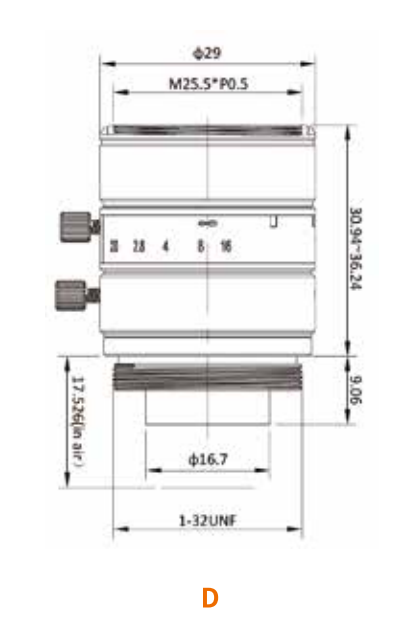 ϕ29
M25.5*P0.5
30.94~36.24
2.8 4 8 16
17.526(in air)
9.06
ϕ16.7
1-32UNF
D